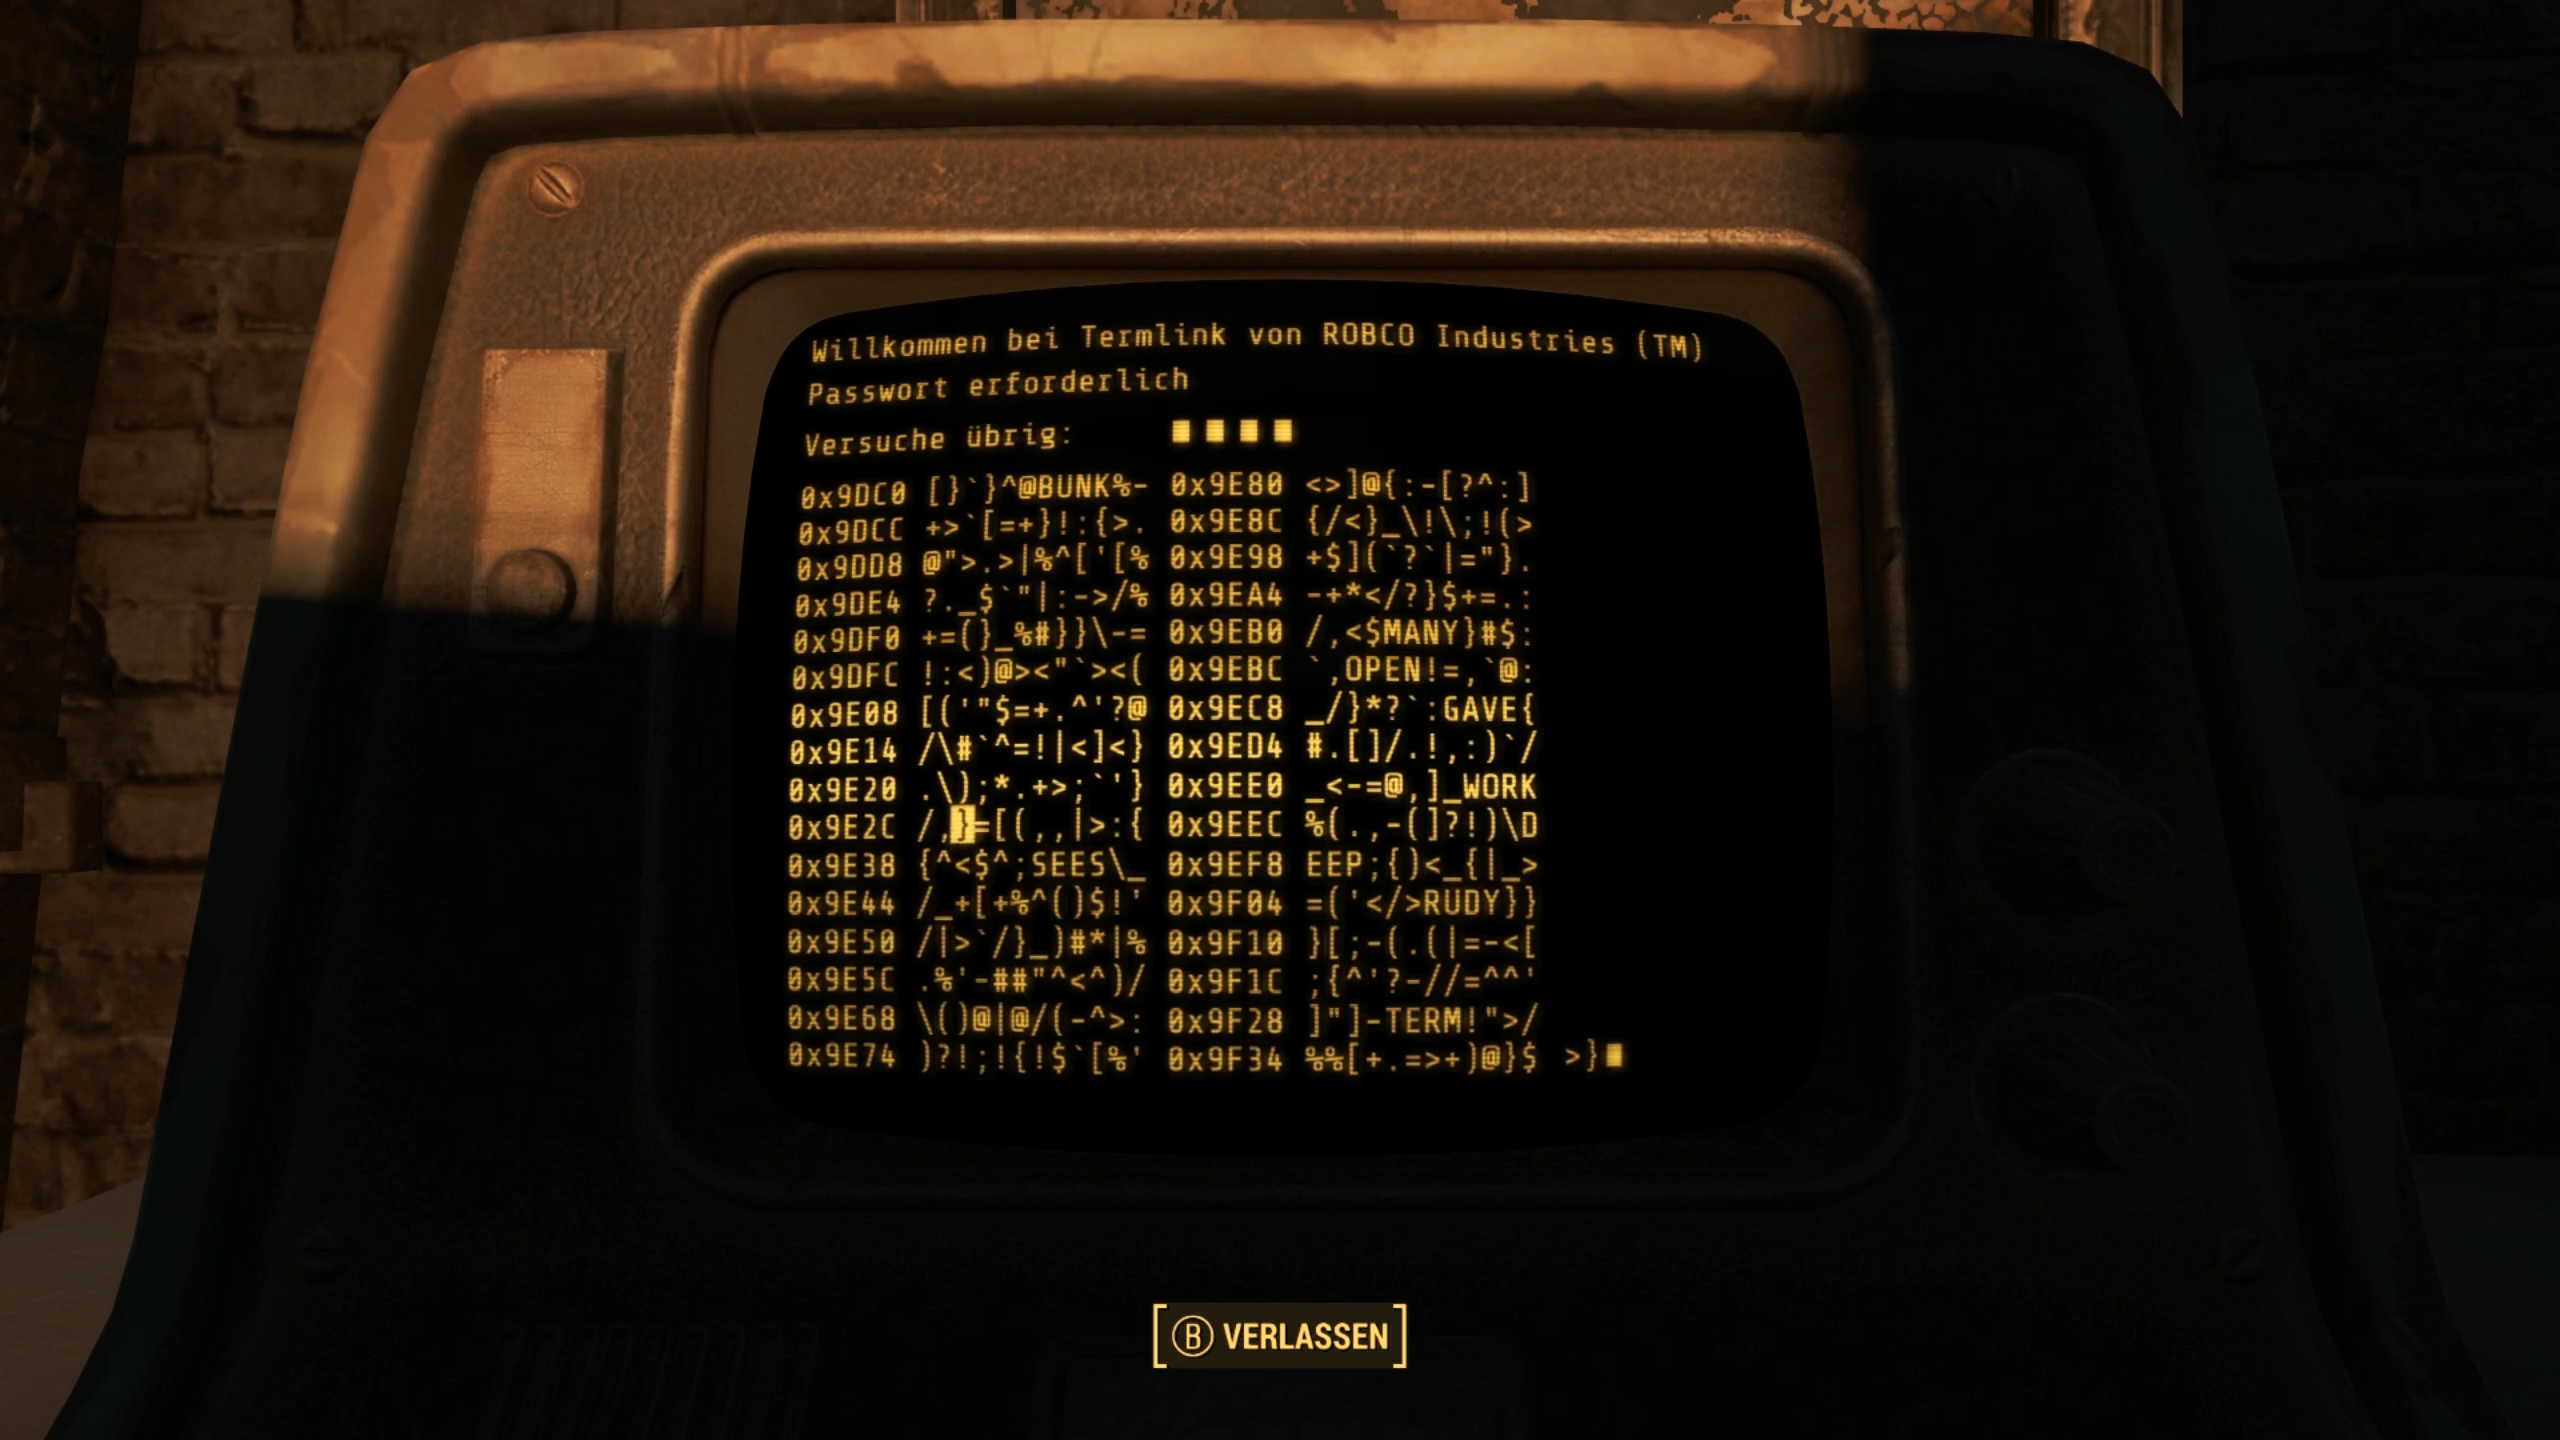 Willkommen bei Termlink von ROBCO Industries (TM)
Passwort erforderlich
Versuche übrig:
0x9DC0 [}`}^@BUNK%- 0x9E80 <>]@{:-[?^:]
0x9DCC +>`[=+}!:{>. 0x9E8C {/<}_\!\;!(>
0x9DD8 @">.>|%^['[% 0x9E98 +$](`?`|="}.
0x9DE4 ?._$`"|:->/% 0x9EA4 -+*</?}$+=.:
0x9DF0 +={}_%#}}\-= 0x9EB0 /,<$MANY}#$:
0x9DFC !:<)@><"`><( 0x9EBC `,OPEN!=,`@:
0x9E08 [('"$=+.^'?@ 0x9EC8 _/}*?`:GAVE{
0x9E14 /\#`^=!|<]<} 0x9ED4 #.[]/.!,:)`/
0x9E20 .\);*.+>;`'} 0x9EE0 _<-=@,]_WORK
0x9E2C /,}=[(,,|>:{ 0x9EEC %(.,-(]?!)\D
0x9E38 {^<$^;SEES\_ 0x9EF8 EEP;{)<_{|_>
0x9E44 /_+[+%^()$!' 0x9F04 =('</>RUDY}}
0x9E50 /|>`/}_)#*|% 0x9F10 }[;-(.(|=-<[
0x9E5C .%'-##"^<^)/ 0x9F1C ;{^'?-//=^^'
0x9E68 \()@|@/(-^>: 0x9F28 ]"]-TERM!">/
0x9E74 )?!;!{!$`[%' 0x9F34 %%[+.=>+)@}$ >}
B VERLASSEN